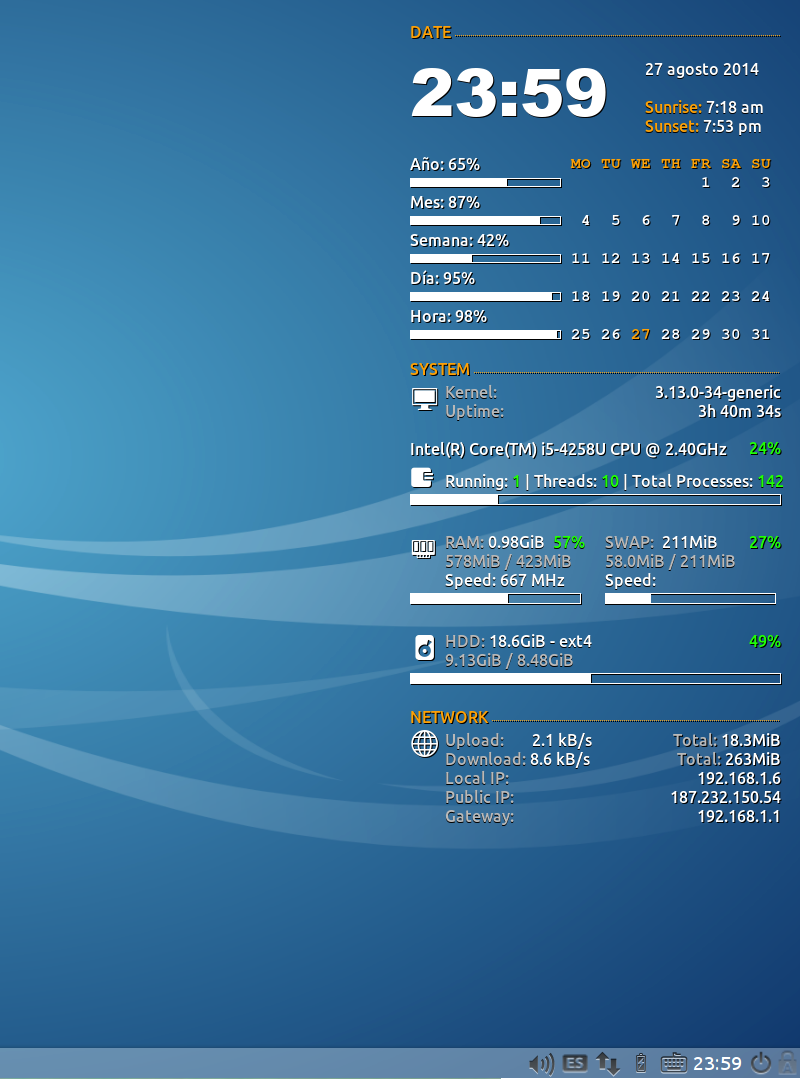 DATE
23:59
27 agosto 2014
Sunrise: 7:18 am
Sunset: 7:53 pm
Año: 65%
Mes: 87%
Semana: 42%
Día: 95%
Hora: 98%
MO TU WE TH FR SA SU
1 2 3
4 5 6 7 8 9 10
11 12 13 14 15 16 17
18 19 20 21 22 23 24
25 26 27 28 29 30 31
SYSTEM
Kernel: 3.13.0-34-generic
Uptime: 3h 40m 34s
Intel(R) Core(TM) i5-4258U CPU @ 2.40GHz 24%
Running: 1 | Threads: 10 | Total Processes: 142
RAM: 0.98GiB 57% SWAP: 211MiB 27%
578MiB / 423MiB 58.0MiB / 211MiB
Speed: 667 MHz Speed:
HDD: 18.6GiB - ext4 49%
9.13GiB / 8.48GiB
NETWORK
Upload: 2.1 kB/s Total: 18.3MiB
Download: 8.6 kB/s Total: 263MiB
Local IP: 192.168.1.6
Public IP: 187.232.150.54
Gateway: 192.168.1.1
ES 23:59 A